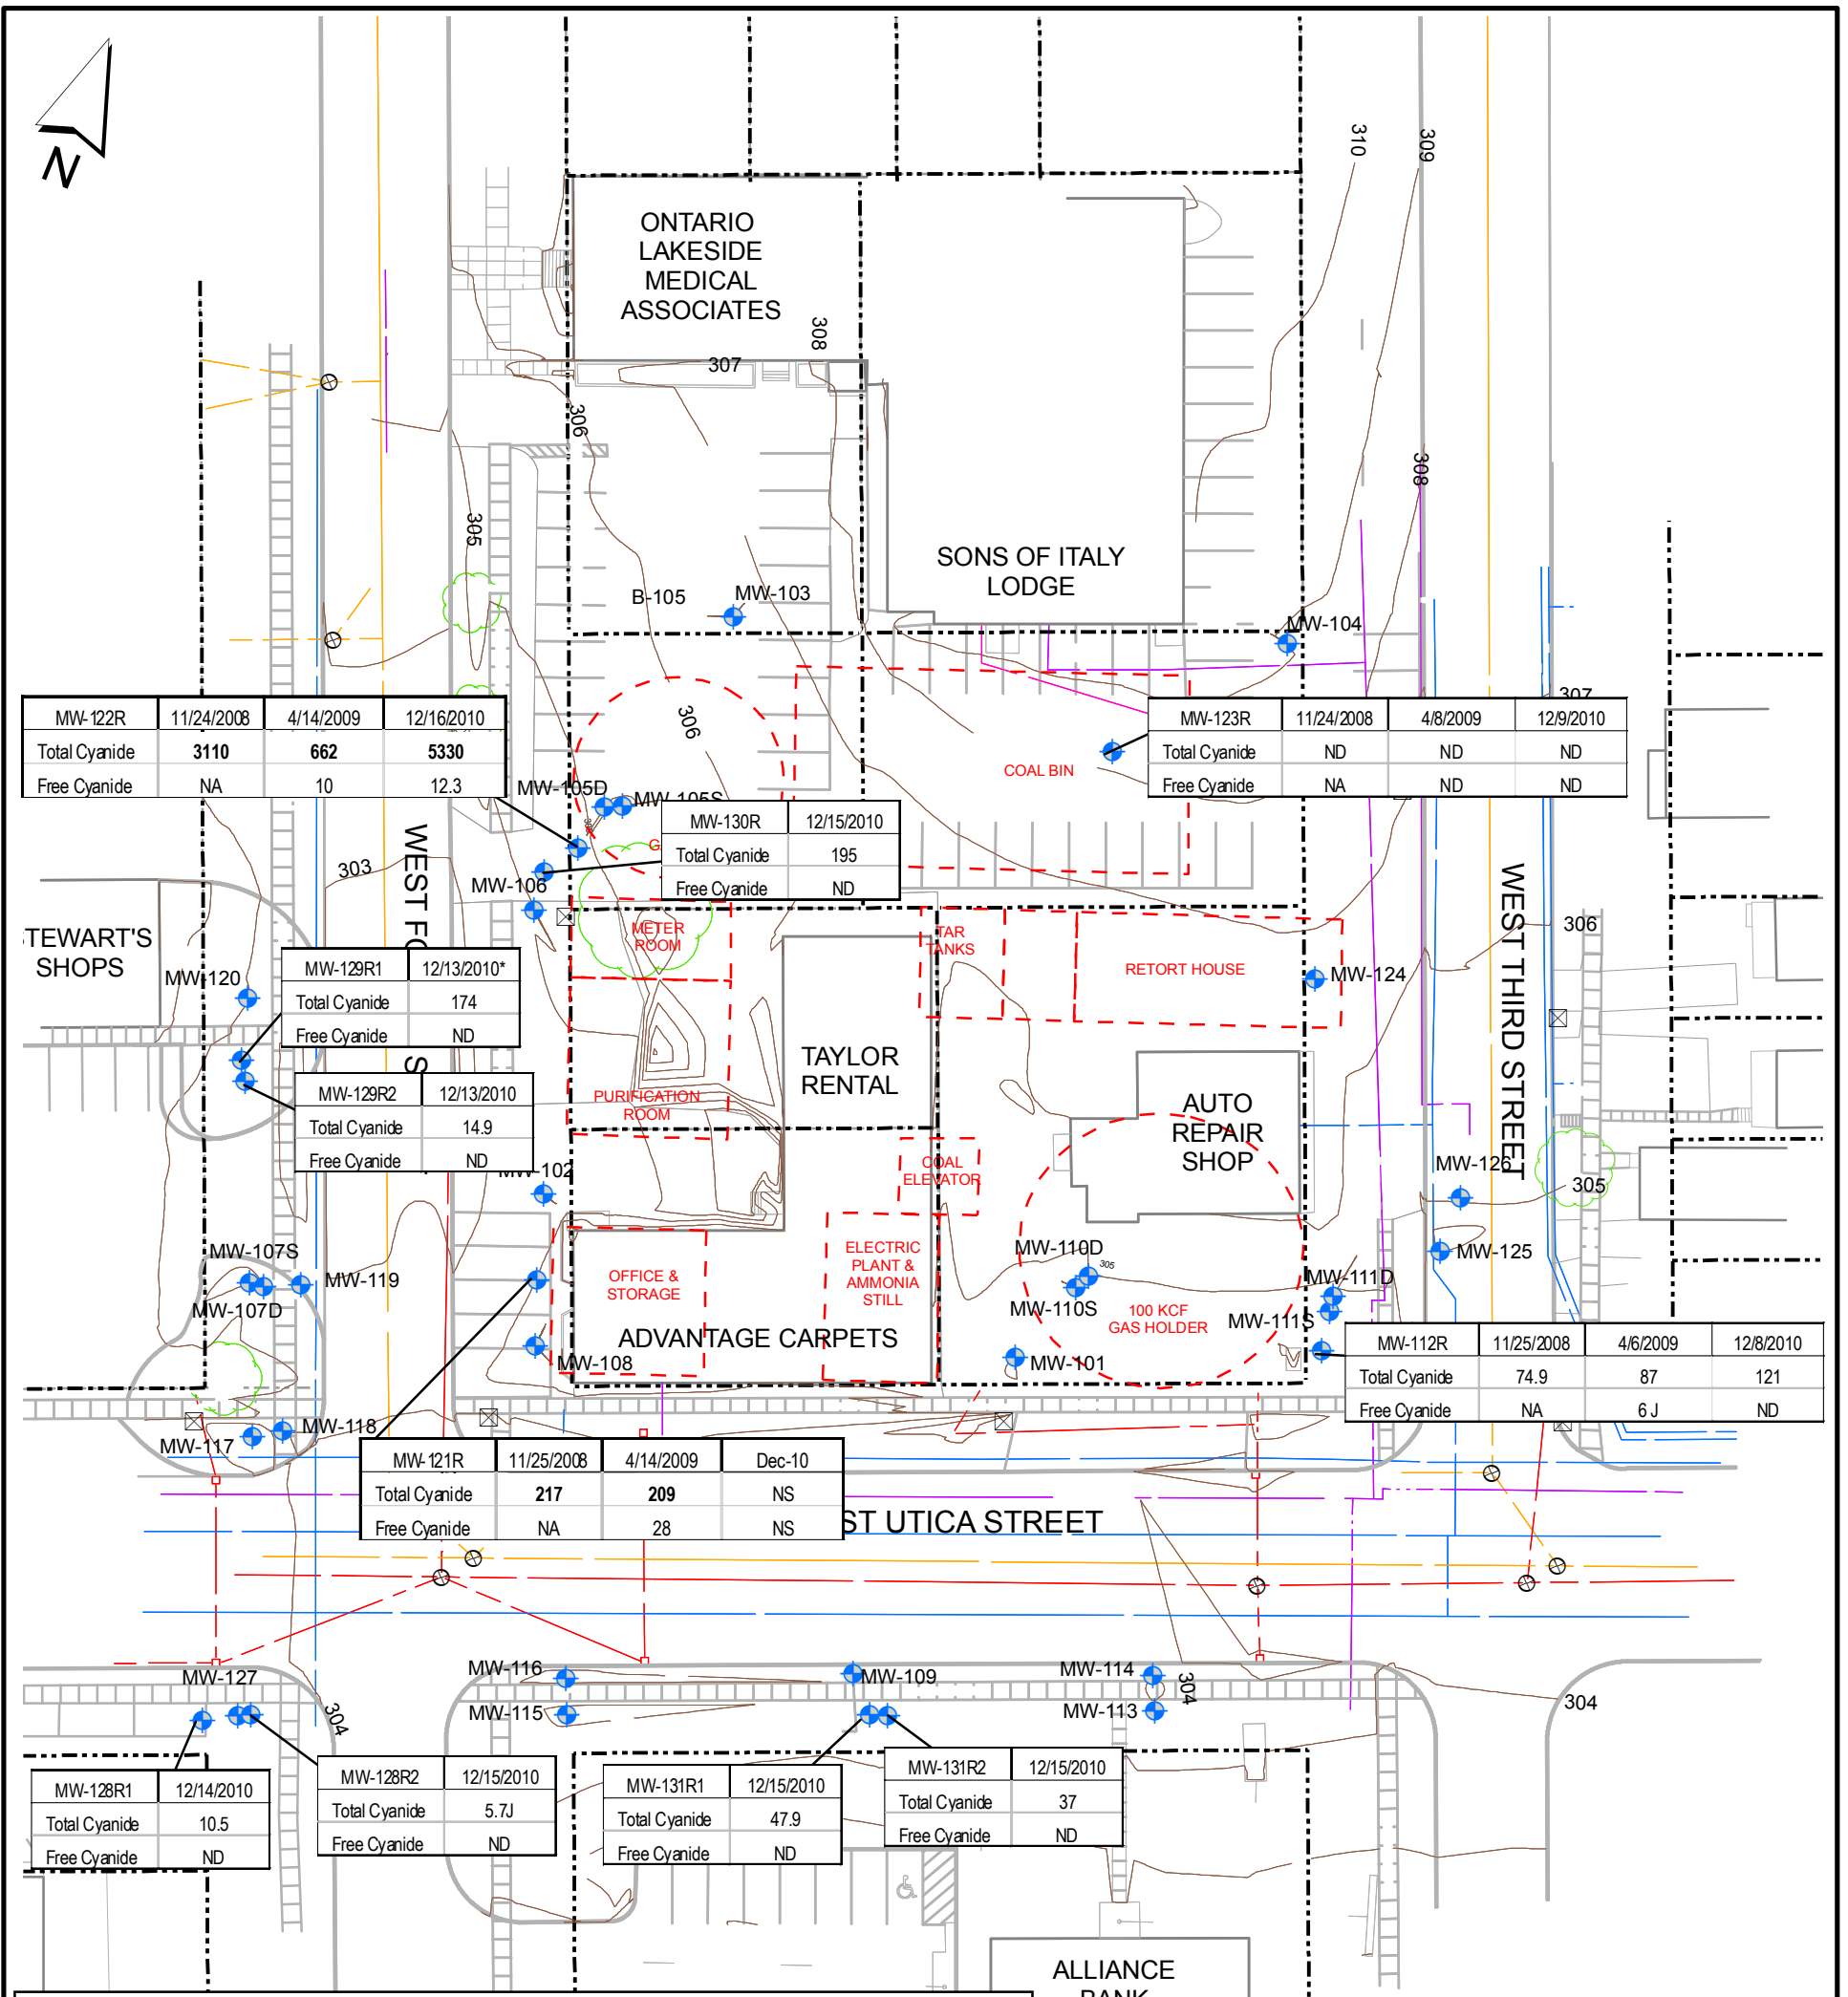 N
310
309
ONTARIO
LAKESIDE
MEDICAL
ASSOCIATES
308
307
306
308
305
SONS OF ITALY
LODGE
B-105
MW-103
MW-104
307
MW-122R 11/24/2008 4/14/2009 12/16/2010
Total Cyanide 3110 662 5330
Free Cyanide NA 10 12.3
306
MW-123R 11/24/2008 4/8/2009 12/9/2010
Total Cyanide ND ND ND
Free Cyanide NA ND ND
COAL BIN
MW-105D
MW-105S
MW-130R 12/15/2010
Total Cyanide 195
Free Cyanide ND
303
MW-106
WEST
WEST THIRD STREET
306
TEWART'S
SHOPS
METER
ROOM
TAR
TANKS
RETORT HOUSE
MW-124
MW-120
MW-129R1 12/13/2010*
Total Cyanide 174
Free Cyanide ND
MW-129R2 12/13/2010
Total Cyanide 14.9
Free Cyanide ND
TAYLOR
RENTAL
PURIFICATION
ROOM
AUTO
REPAIR
SHOP
COAL
ELEVATOR
MW-102
MW-126
305
MW-107S
MW-119
MW-107D
OFFICE &
STORAGE
ELECTRIC
PLANT &
AMMONIA
STILL
MW-110D
305
MW-110S
100 KCF
GAS HOLDER
MW-125
MW-111D
MW-111S
ADVANTAGE CARPETS
MW-108
MW-101
MW-112R 11/25/2008 4/6/2009 12/8/2010
Total Cyanide 74.9 87 121
Free Cyanide NA 6 J ND
MW-118
MW-117
MW-121R 11/25/2008 4/14/2009 Dec-10
Total Cyanide 217 209 NS
Free Cyanide NA 28 NS
ST UTICA STREET
MW-127
MW-116
MW-109
MW-114
304
MW-115
MW-113
304
304
MW-128R1 12/14/2010
Total Cyanide 10.5
Free Cyanide ND
MW-128R2 12/15/2010
Total Cyanide 5.7J
Free Cyanide ND
MW-131R1 12/15/2010
Total Cyanide 47.9
Free Cyanide ND
MW-131R2 12/15/2010
Total Cyanide 37
Free Cyanide ND
ALLIANCE
BANK